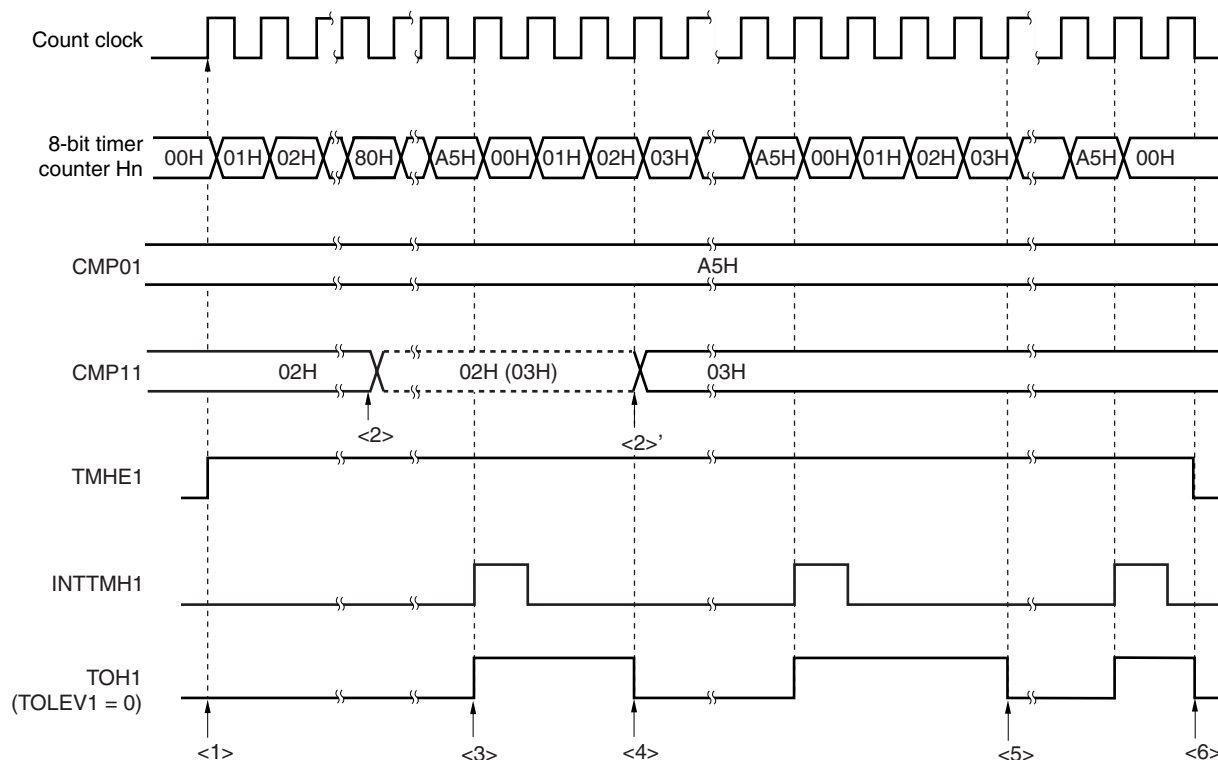 Count clock
8-bit timer
counter Hn
00H 01H 02H 80H A5H 00H 01H 02H 03H A5H 00H 01H 02H 03H A5H 00H
CMP01
A5H
CMP11
02H 02H (03H) 03H
<2> <2>’
TMHE1
INTTMH1
TOH1
(TOLEV1 = 0)
<1> <3> <4> <5> <6>